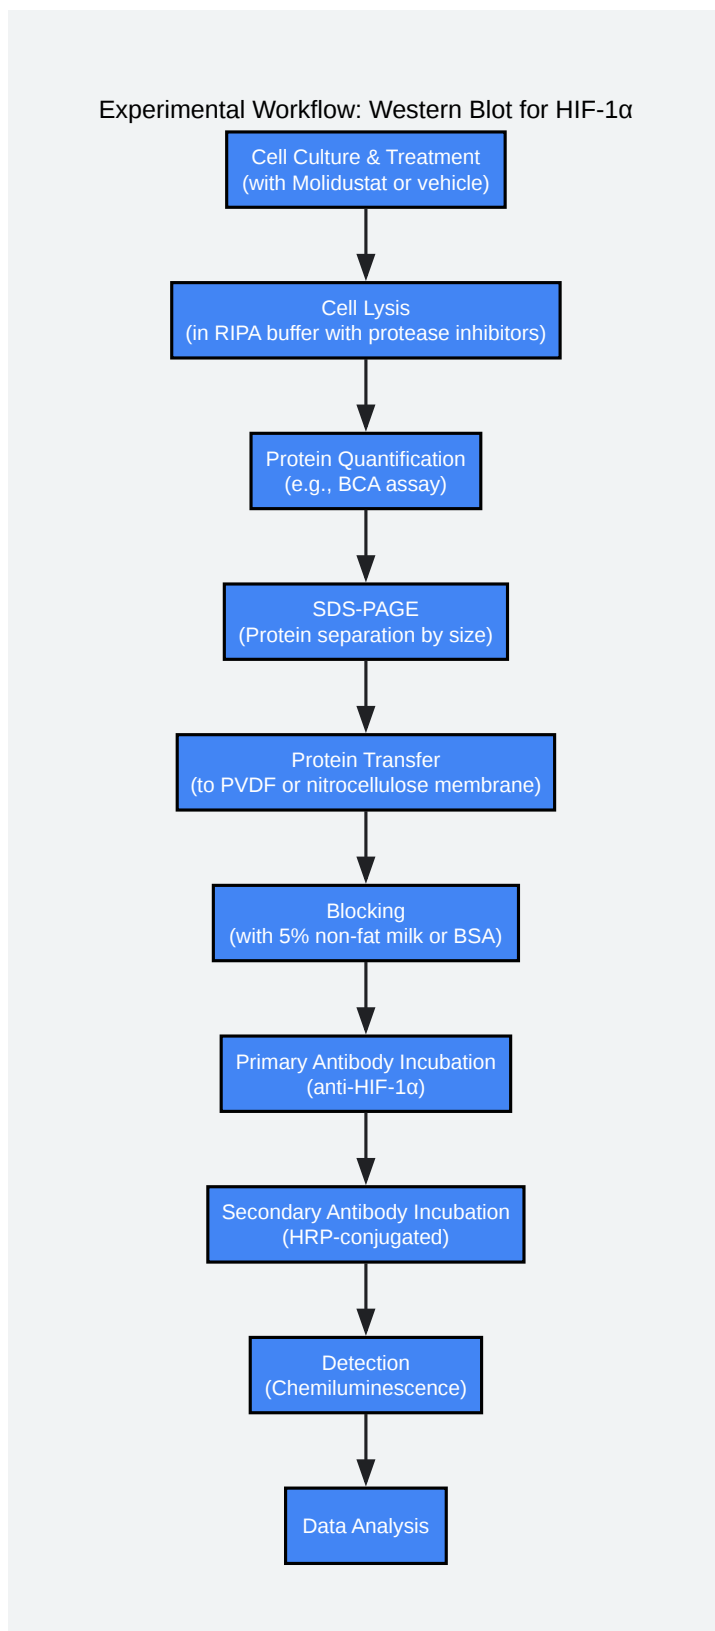 Experimental Workflow: Western Blot for HIF-1α
Cell Culture & Treatment
(with Molidustat or vehicle)
Cell Lysis
(in RIPA buffer with protease inhibitors)
Protein Quantification
(e.g., BCA assay)
SDS-PAGE
(Protein separation by size)
Protein Transfer
(to PVDF or nitrocellulose membrane)
Blocking
(with 5% non-fat milk or BSA)
Primary Antibody Incubation
(anti-HIF-1α)
Secondary Antibody Incubation
(HRP-conjugated)
Detection
(Chemiluminescence)
Data Analysis